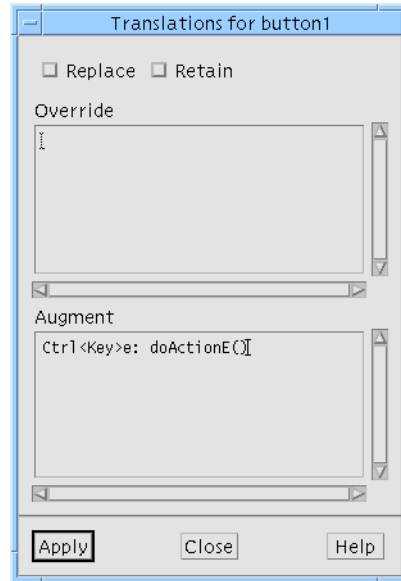 Translations for button1
Replace Retain
Override
Augment
Ctrl<Key>e: doActionE()
Apply Close Help